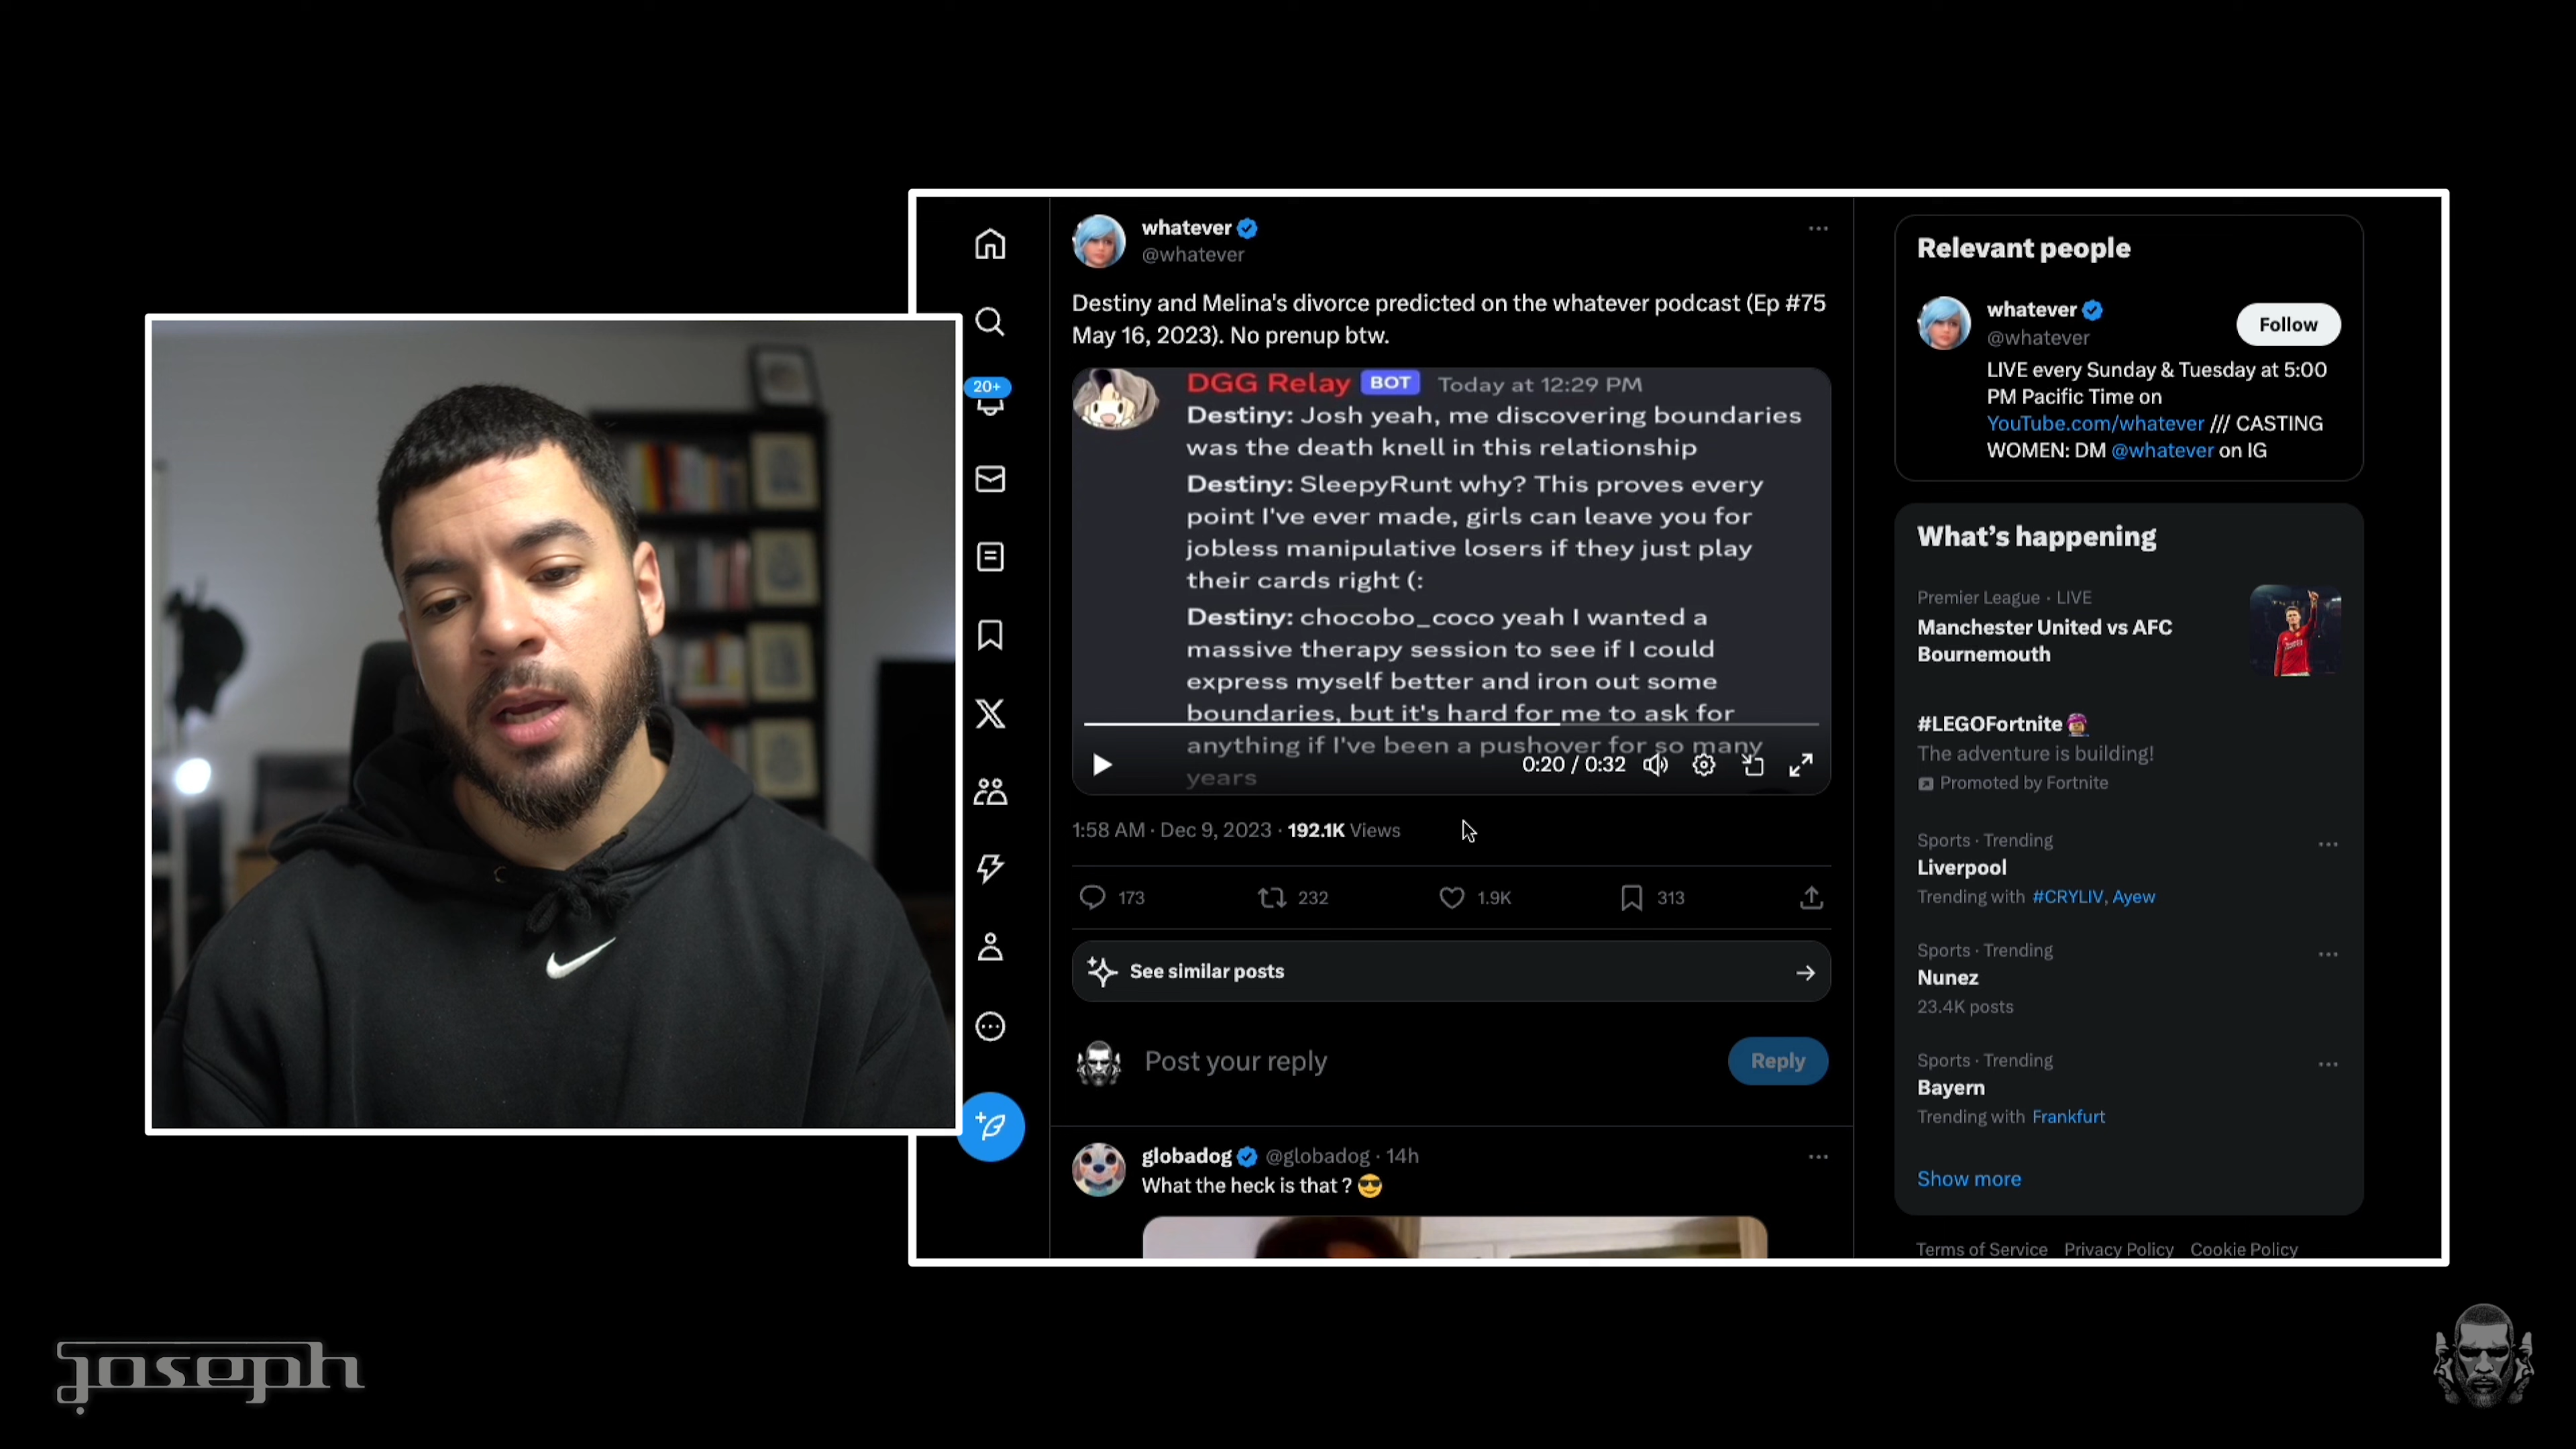 whatever
@whatever
Destiny and Melina's divorce predicted on the whatever podcast (Ep #75
May 16, 2023). No prenup btw.
DGG Relay BOT Today at 12:29 PM
Destiny: Josh yeah, me discovering boundaries
was the death knell in this relationship
Destiny: SleepyRunt why? This proves every
point I've ever made, girls can leave you for
jobless manipulative losers if they just play
their cards right (:
Destiny: chocobo_coco yeah I wanted a
massive therapy session to see if I could
express myself better and iron out some
boundaries, but it's hard for me to ask for
anything if I've been a pushover for so many
years
0:20 / 0:32
1:58 AM · Dec 9, 2023 · 192.1K Views
173 232 1.9K 313
See similar posts
Post your reply
Reply
globadog @globadog · 14h
What the heck is that ? 😎
20+
Relevant people
whatever
@whatever
Follow
LIVE every Sunday & Tuesday at 5:00
PM Pacific Time on
YouTube.com/whatever /// CASTING
WOMEN: DM @whatever on IG
What's happening
Premier League · LIVE
Manchester United vs AFC
Bournemouth
#LEGOFortnite
The adventure is building!
Promoted by Fortnite
Sports · Trending
Liverpool
Trending with #CRYLIV, Ayew
Sports · Trending
Nunez
23.4K posts
Sports · Trending
Bayern
Trending with Frankfurt
Show more
Terms of Service Privacy Policy Cookie Policy
joseph